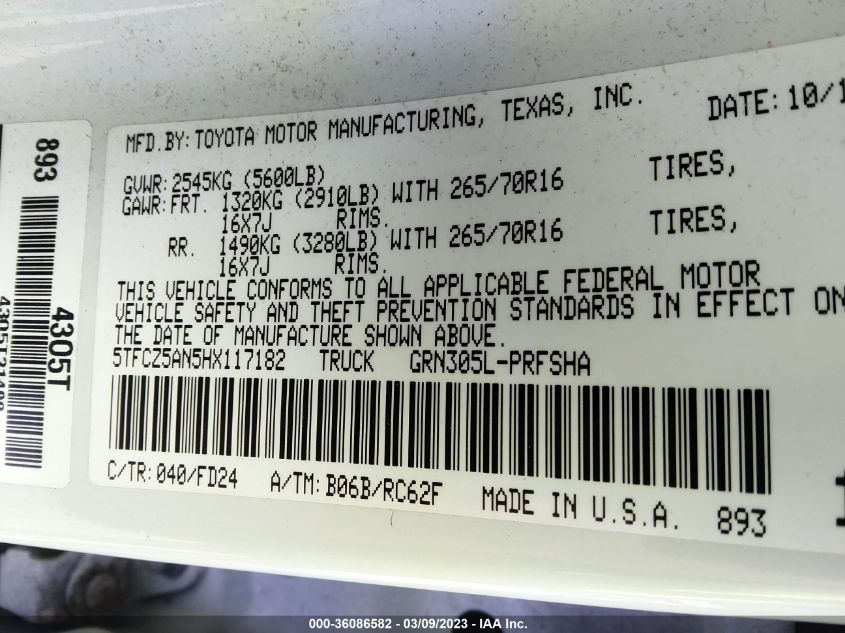 MFD.BY: TOYOTA MOTOR MANUFACTURING, TEXAS, INC. DATE: 10/1
GVWR: 2545KG (5600LB)
GAWR: FRT. 1320KG (2910LB) WITH 265/70R16 TIRES,
16X7J RIMS.
RR. 1490KG (3280LB) WITH 265/70R16 TIRES,
16X7J RIMS.
THIS VEHICLE CONFORMS TO ALL APPLICABLE FEDERAL MOTOR
VEHICLE SAFETY AND THEFT PREVENTION STANDARDS IN EFFECT ON
THE DATE OF MANUFACTURE SHOWN ABOVE.
5TFCZ5AN5HX117182 TRUCK GRN305L-PRFSHA
C/TR: 040/FD24 A/TM: B06B/RC62F MADE IN U.S.A. 893
893
4305T
000-36086582 / 03/09/2023 - IAA Inc.